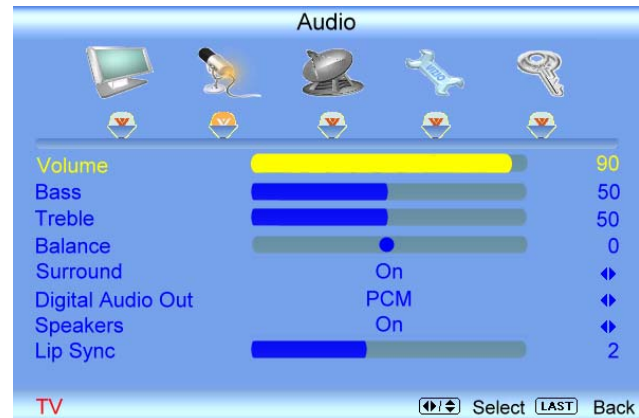 Audio
VIZIO
Volume 90
Bass 50
Treble 50
Balance 0
Surround On
Digital Audio Out PCM
Speakers On
Lip Sync 2
TV Select LAST Back